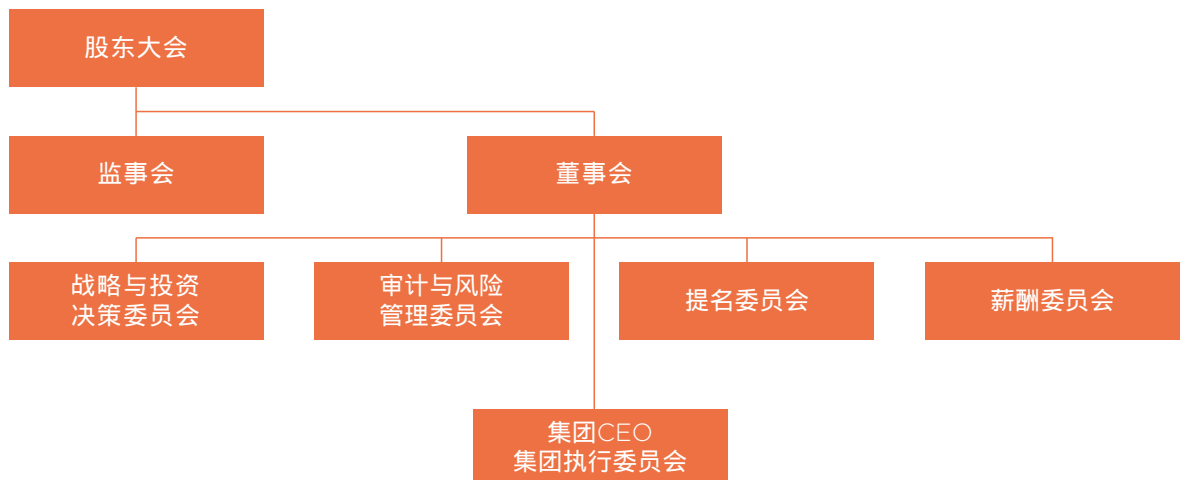 股东大会
监事会
董事会
战略与投资
决策委员会
审计与风险
管理委员会
提名委员会
薪酬委员会
集团CEO
集团执行委员会